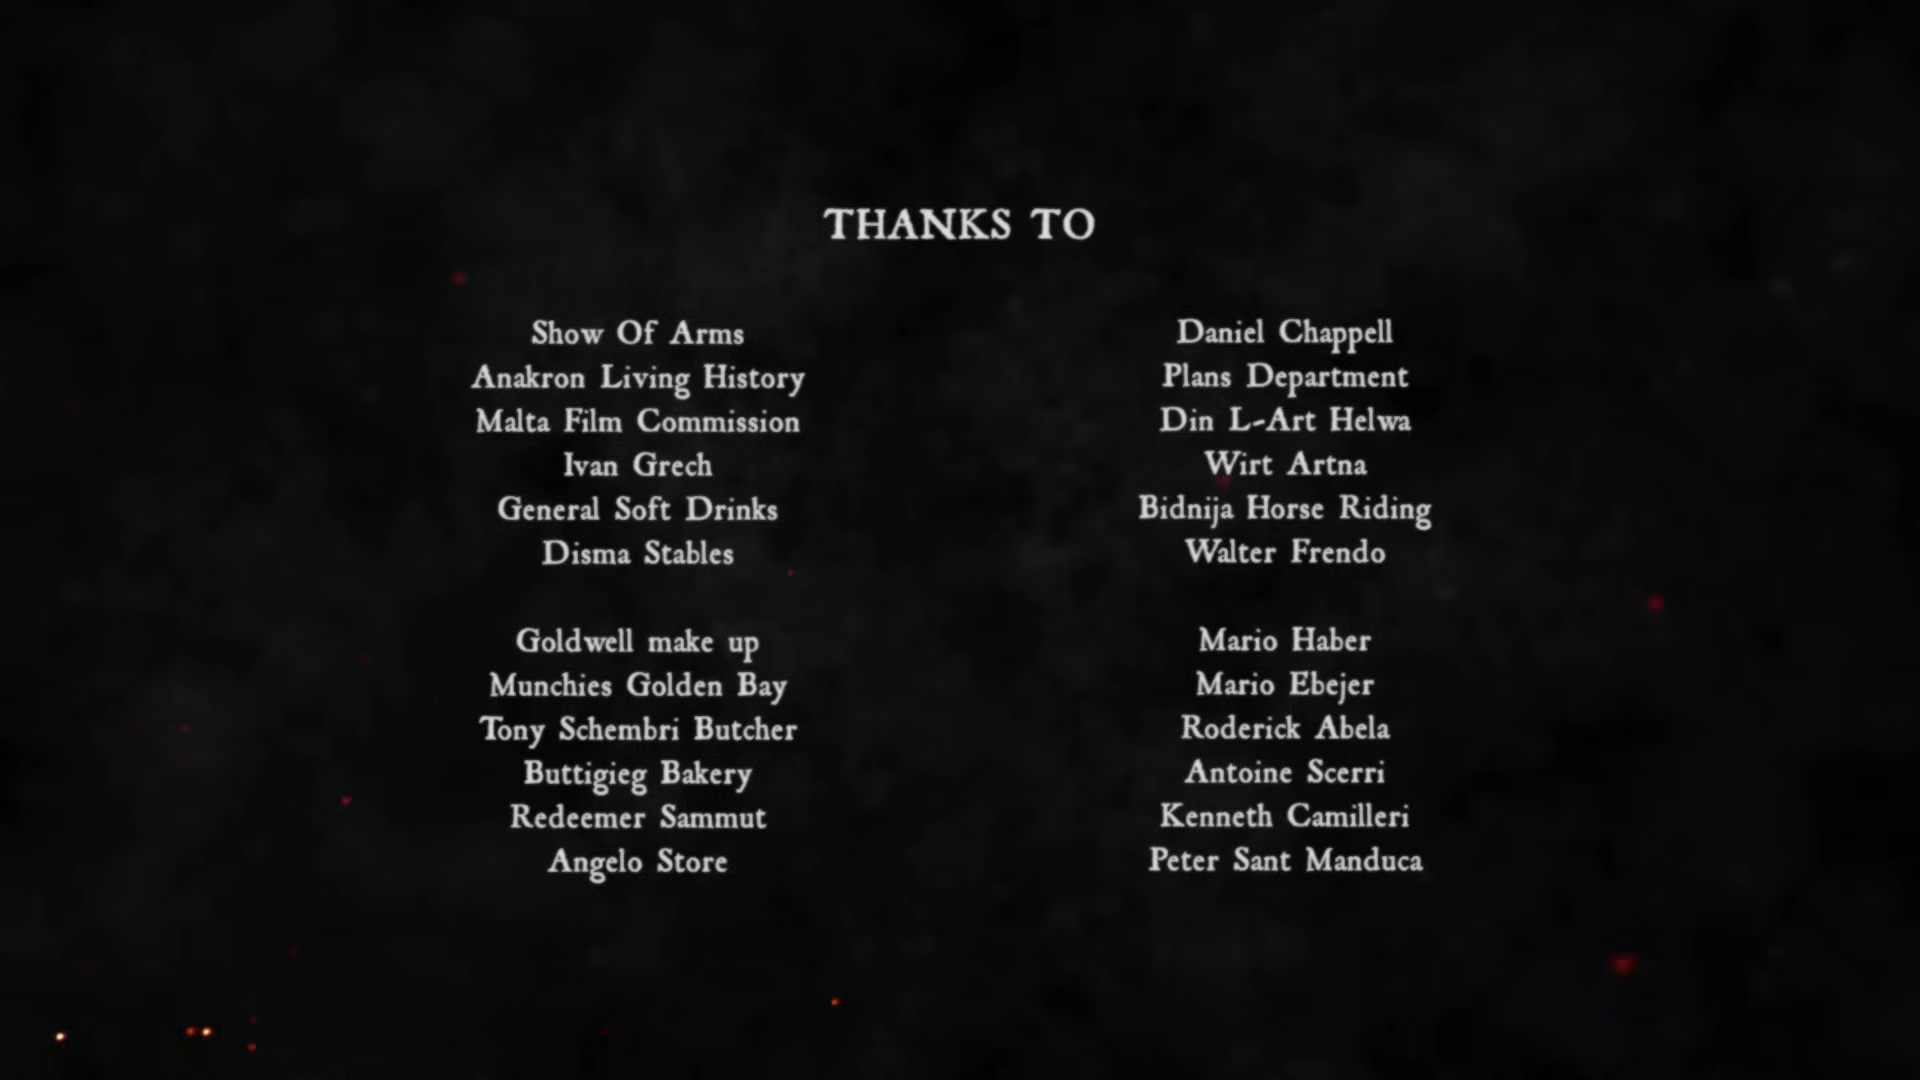 THANKS TO
Show Of Arms
Anakron Living History
Malta Film Commission
Ivan Grech
General Soft Drinks
Disma Stables
Goldwell make up
Munchies Golden Bay
Tony Schembri Butcher
Buttigieg Bakery
Redeemer Sammut
Angelo Store
Daniel Chappell
Plans Department
Din L-Art Helwa
Wirt Artna
Bidnija Horse Riding
Walter Frendo
Mario Haber
Mario Ebejer
Roderick Abela
Antoine Scerri
Kenneth Camilleri
Peter Sant Manduca